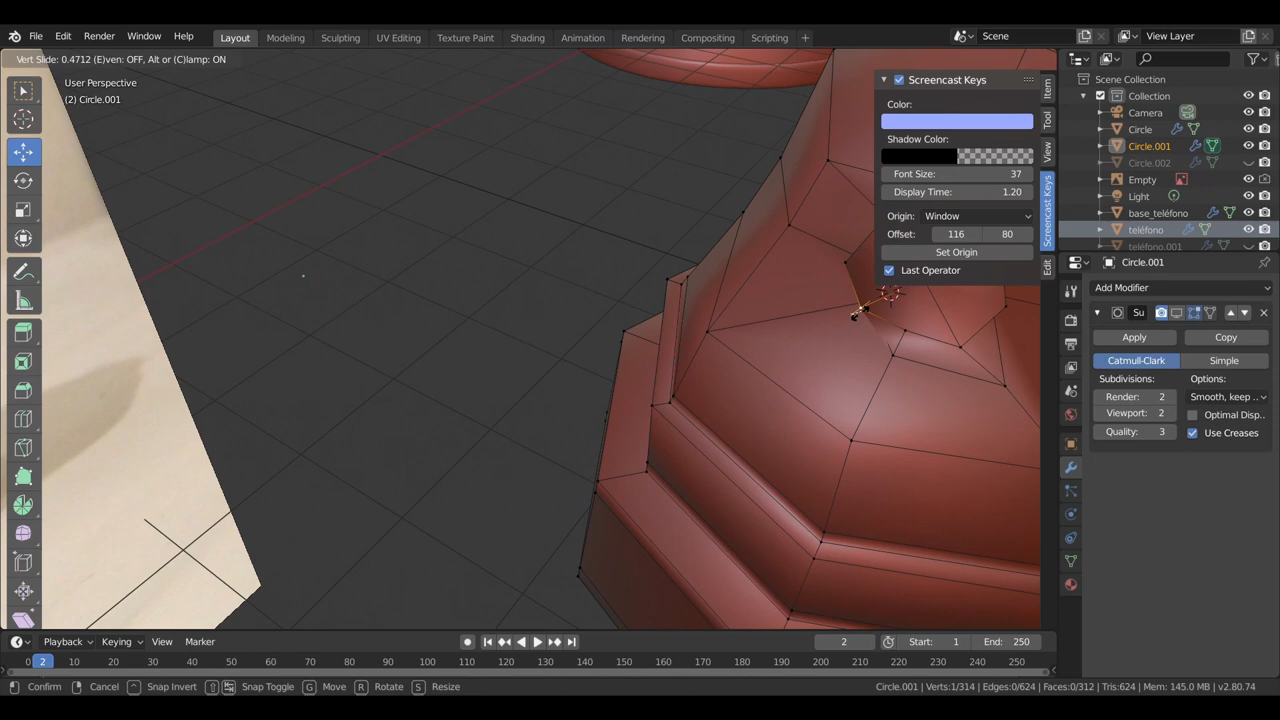 File Edit Render Window Help Layout Modeling Sculpting UV Editing Texture Paint Shading Animation Rendering Compositing Scripting + Scene View Layer
Vert Slide: 0.4712 (E)ven: OFF, Alt or (C)lamp: ON
User Perspective
(2) Circle.001
Screencast Keys
Color:
Shadow Color:
Font Size: 37
Display Time: 1.20
Origin: Window
Offset: 116 80
Set Origin
Last Operator
Item
Tool
View
Screencast Keys
Edit
Scene Collection
Collection
Camera
Circle
Circle.001
Circle.002
Empty
Light
base_teléfono
teléfono
teléfono.001
Circle.001
Add Modifier
Su
Apply Copy
Catmull-Clark Simple
Subdivisions: Options:
Render: 2 Smooth, keep ..
Viewport: 2 Optimal Disp..
Quality: 3 Use Creases
Playback Keying View Marker 2 Start: 1 End: 250
0 2 10 20 30 40 50 60 70 80 90 100 110 120 130 140 150 160 170 180 190 200 210 220 230 240 250
Confirm Cancel Snap Invert Snap Toggle G Move R Rotate S Resize Circle.001 | Verts:1/314 | Edges:0/624 | Faces:0/312 | Tris:624 | Mem: 145.0 MB | v2.80.74